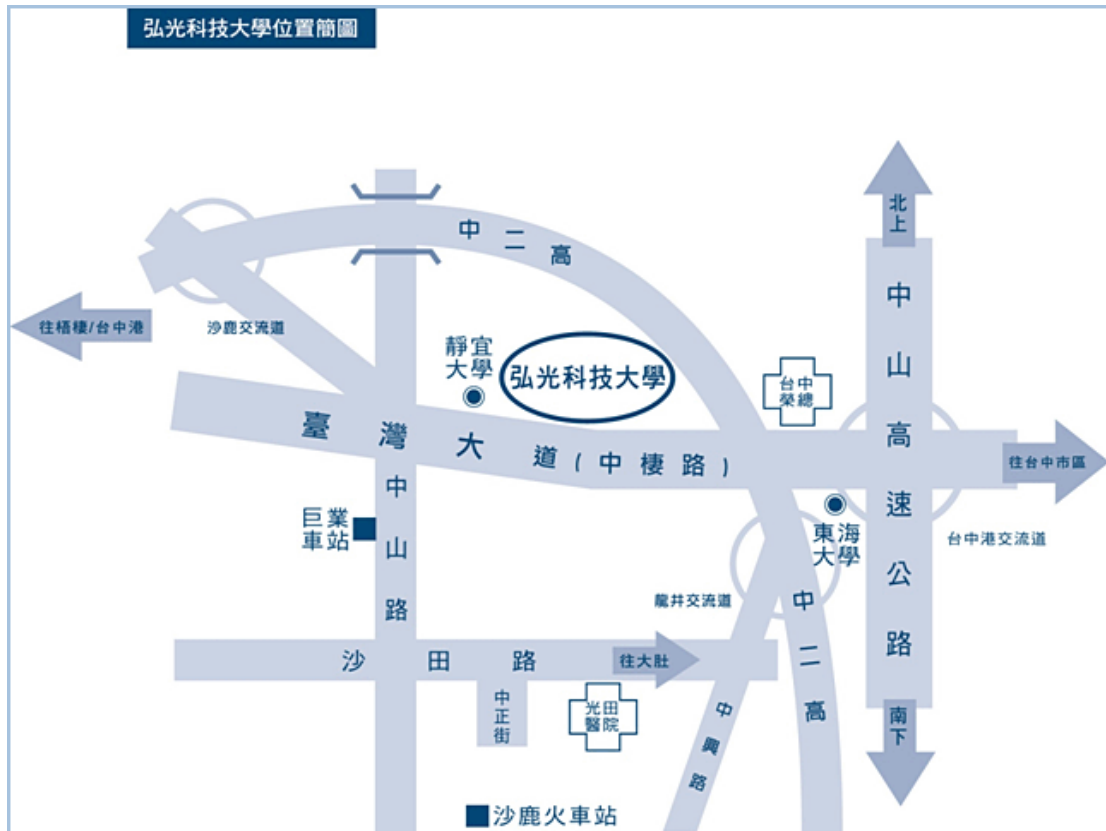 弘光科技大學位置簡圖
北上
中二高
中山高速公路
往梧棲/台中港
沙鹿交流道
靜宜
大學
弘光科技大學
台中
榮總
臺灣大道(中棲路)
往台中市區
中山路
巨業
車站
東海
大學
台中港交流道
龍井交流道
中二高
沙田路
往大肚
中正街
光田
醫院
中興路
南下
沙鹿火車站